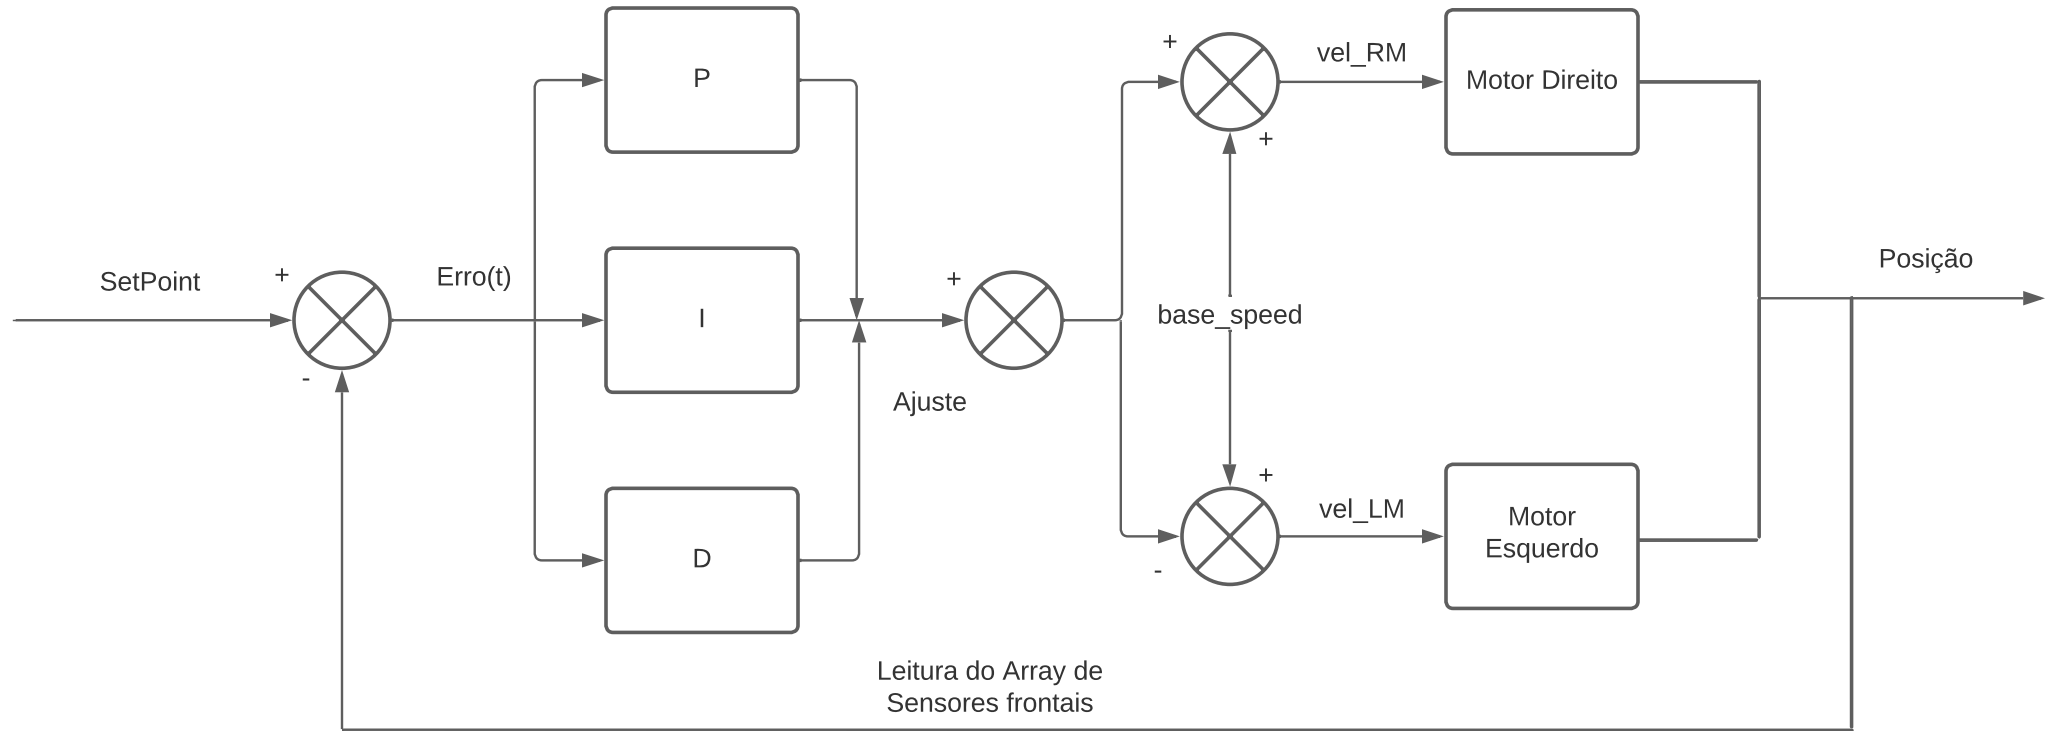 P
+
vel_RM
Motor Direito
+
SetPoint
+
Erro(t)
I
+
base_speed
Posição
-
Ajuste
D
+
vel_LM
Motor
Esquerdo
-
Leitura do Array de
Sensores frontais